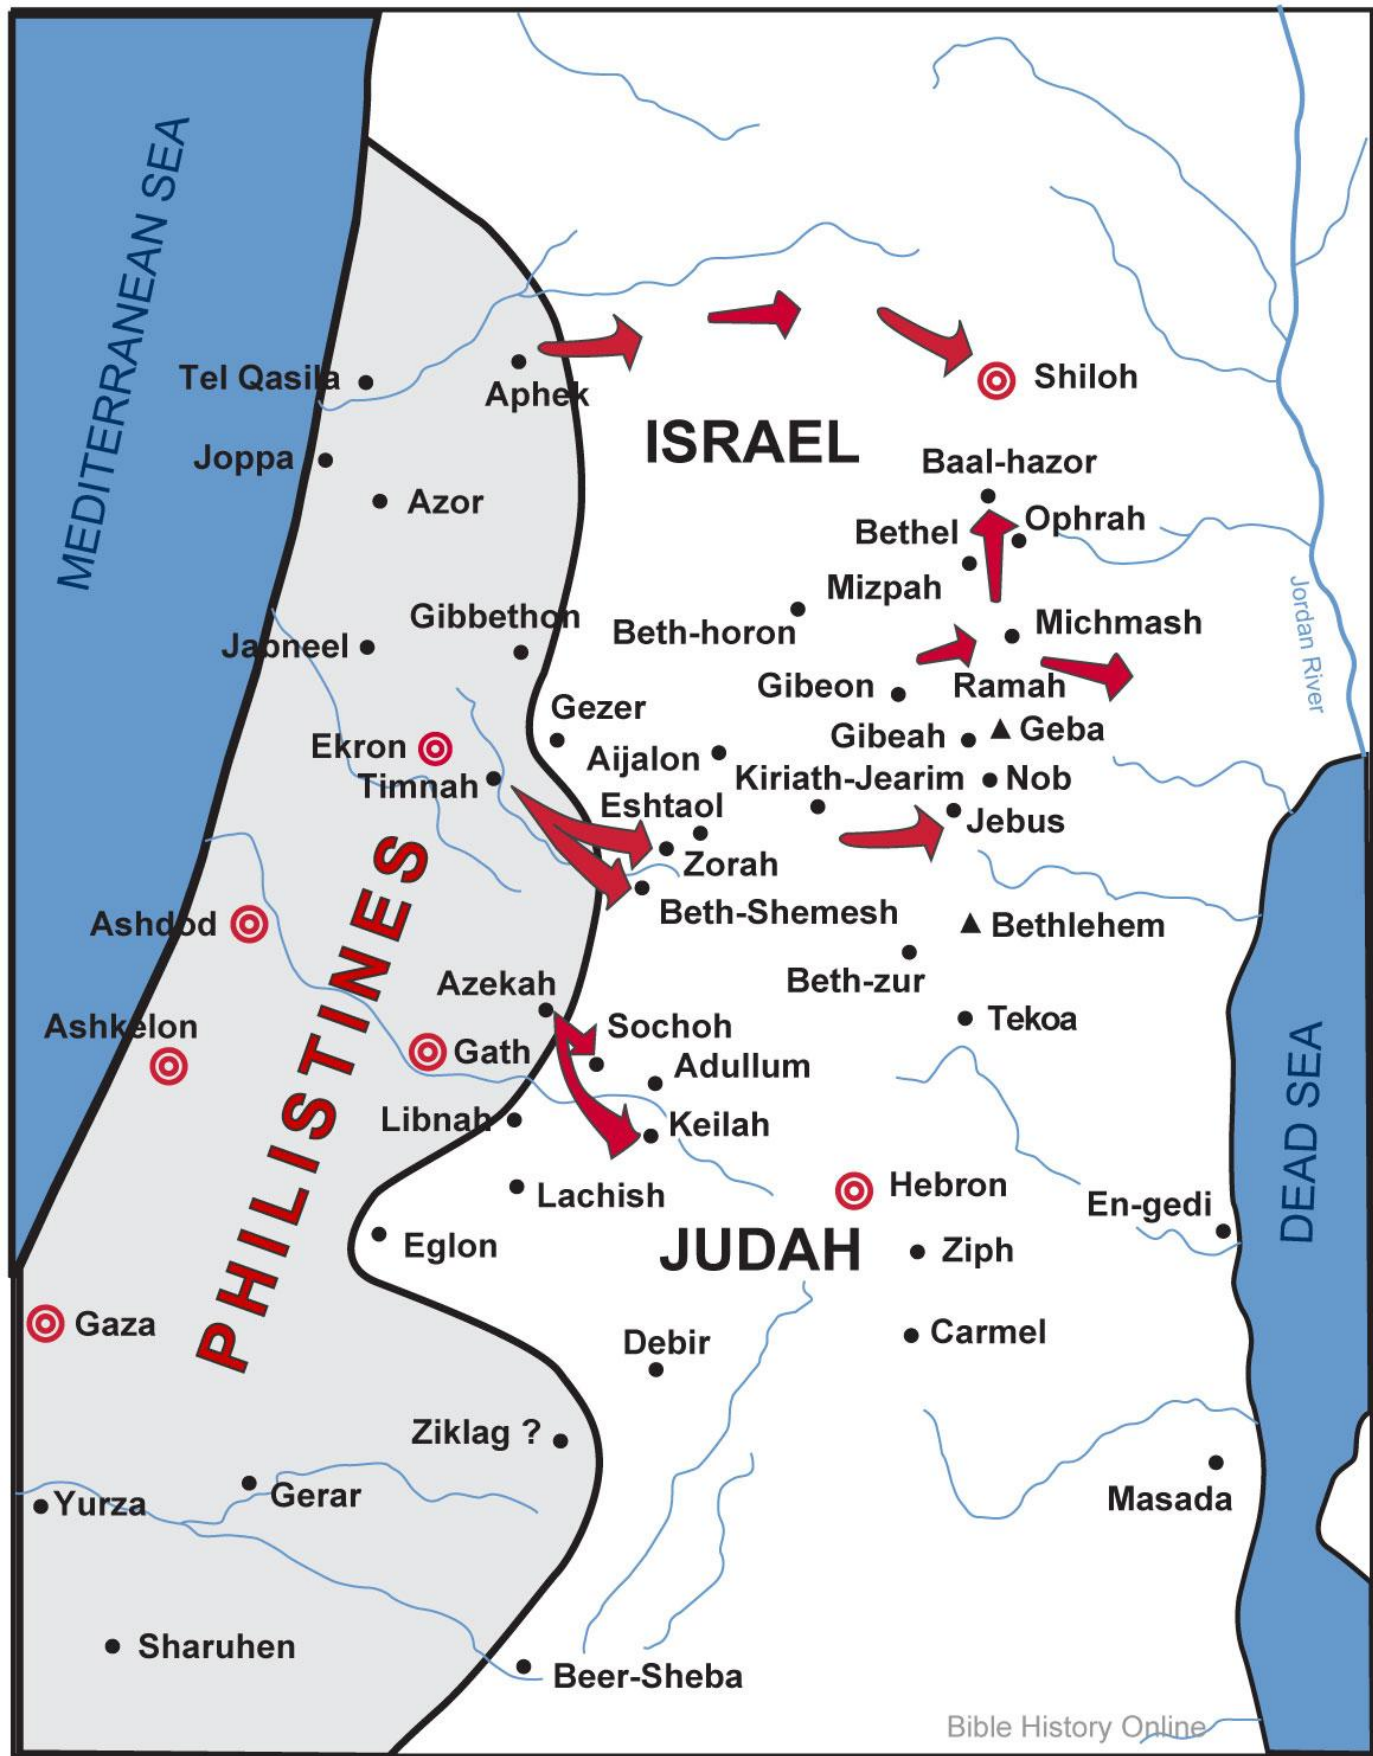 MEDITERRANEAN SEA
Tel Qasila
Aphek
Shiloh
ISRAEL
Joppa
Azor
Baal-hazor
Ophrah
Bethel
Mizpah
Gibbethon
Beth-horon
Michmash
Jordan River
Jabneel
Gibeon
Ramah
Gezer
Gibeah
Geba
Ekron
Aijalon
Timnah
Kiriath-Jearim
Nob
Eshtaol
Jebus
Zorah
PHILISTINES
Beth-Shemesh
Ashdod
Bethlehem
Beth-zur
Azekah
Ashkelon
Sochoh
Tekoa
Gath
Adullum
Libnah
Keilah
DEAD SEA
Lachish
Hebron
En-gedi
Eglon
JUDAH
Ziph
Gaza
Debir
Carmel
Ziklag ?
Gerar
Yurza
Masada
Sharuhen
Beer-Sheba
Bible History Online